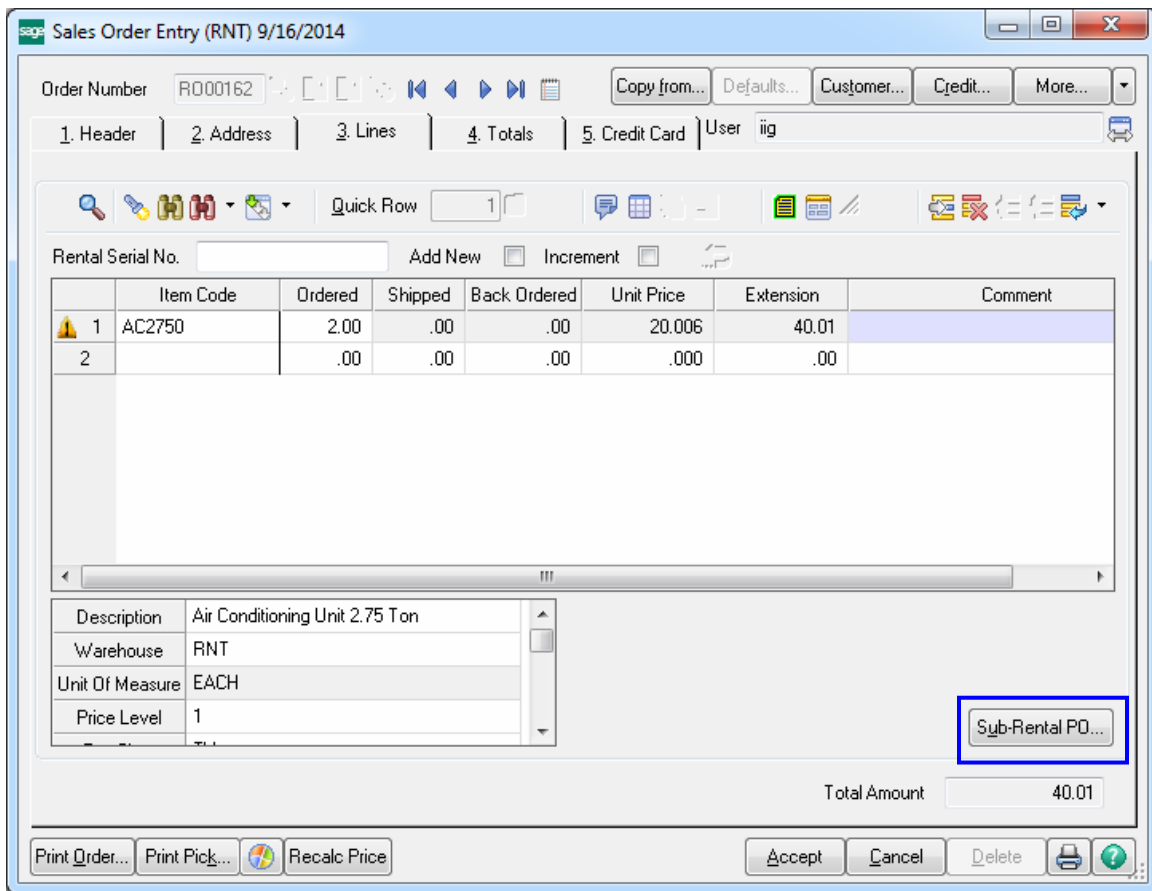 sage Sales Order Entry (RNT) 9/16/2014
Order Number RO00162 Copy from... Defaults... Customer... Credit... More...
1. Header 2. Address 3. Lines 4. Totals 5. Credit Card User iig
Quick Row 1
Rental Serial No. Add New Increment
Item Code Ordered Shipped Back Ordered Unit Price Extension Comment
1 AC2750 2.00 .00 .00 20.006 40.01
2 .00 .00 .00 .000 .00
Description Air Conditioning Unit 2.75 Ton
Warehouse RNT
Unit Of Measure EACH
Price Level 1
Sub-Rental PO...
Total Amount 40.01
Print Order... Print Pick... Recalc Price Accept Cancel Delete